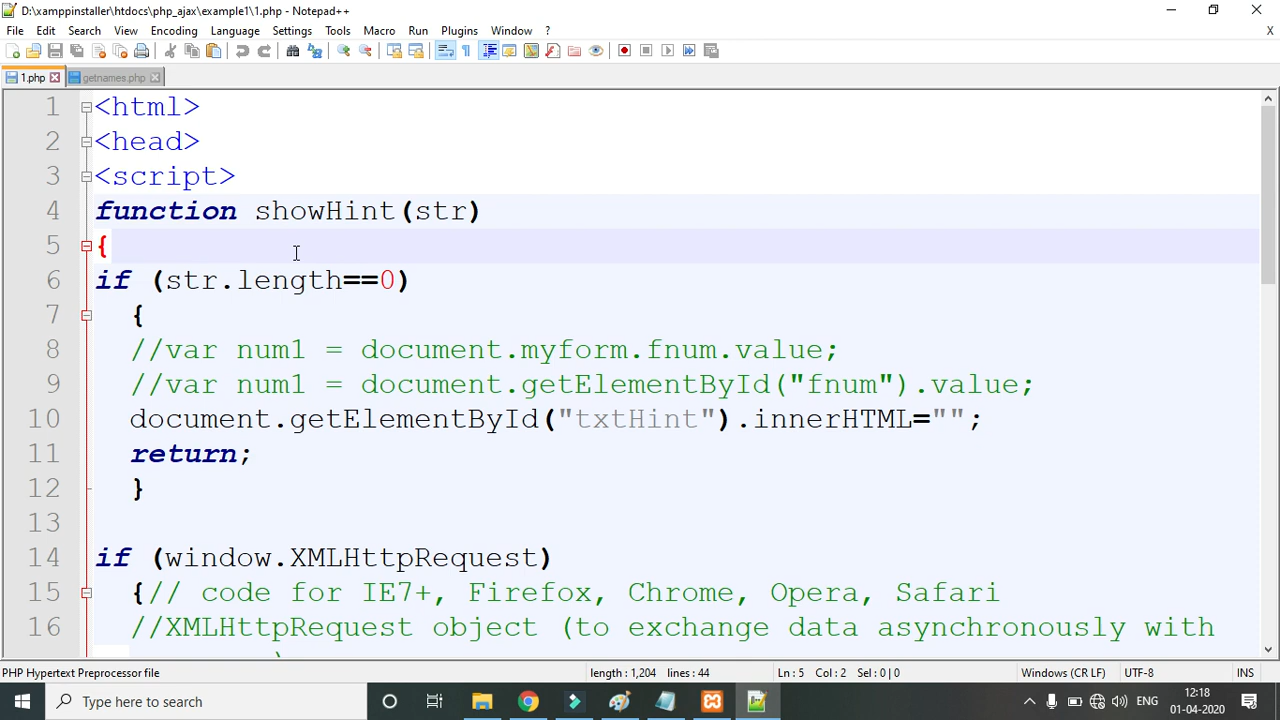 D:\xamppinstaller\htdocs\php_ajax\example1\1.php - Notepad++
File Edit Search View Encoding Language Settings Tools Macro Run Plugins Window ?
X
1.php getnames.php
1 <html>
2 <head>
3 <script>
4 function showHint(str)
5 {
6 if (str.length==0)
7 {
8 //var num1 = document.myform.fnum.value;
9 //var num1 = document.getElementById("fnum").value;
10 document.getElementById("txtHint").innerHTML="";
11 return;
12 }
13
14 if (window.XMLHttpRequest)
15 {// code for IE7+, Firefox, Chrome, Opera, Safari
16 //XMLHttpRequest object (to exchange data asynchronously with
PHP Hypertext Preprocessor file length : 1,204 lines : 44 Ln : 5 Col : 2 Sel : 0 | 0 Windows (CR LF) UTF-8 INS
Type here to search
ENG
12:18
01-04-2020